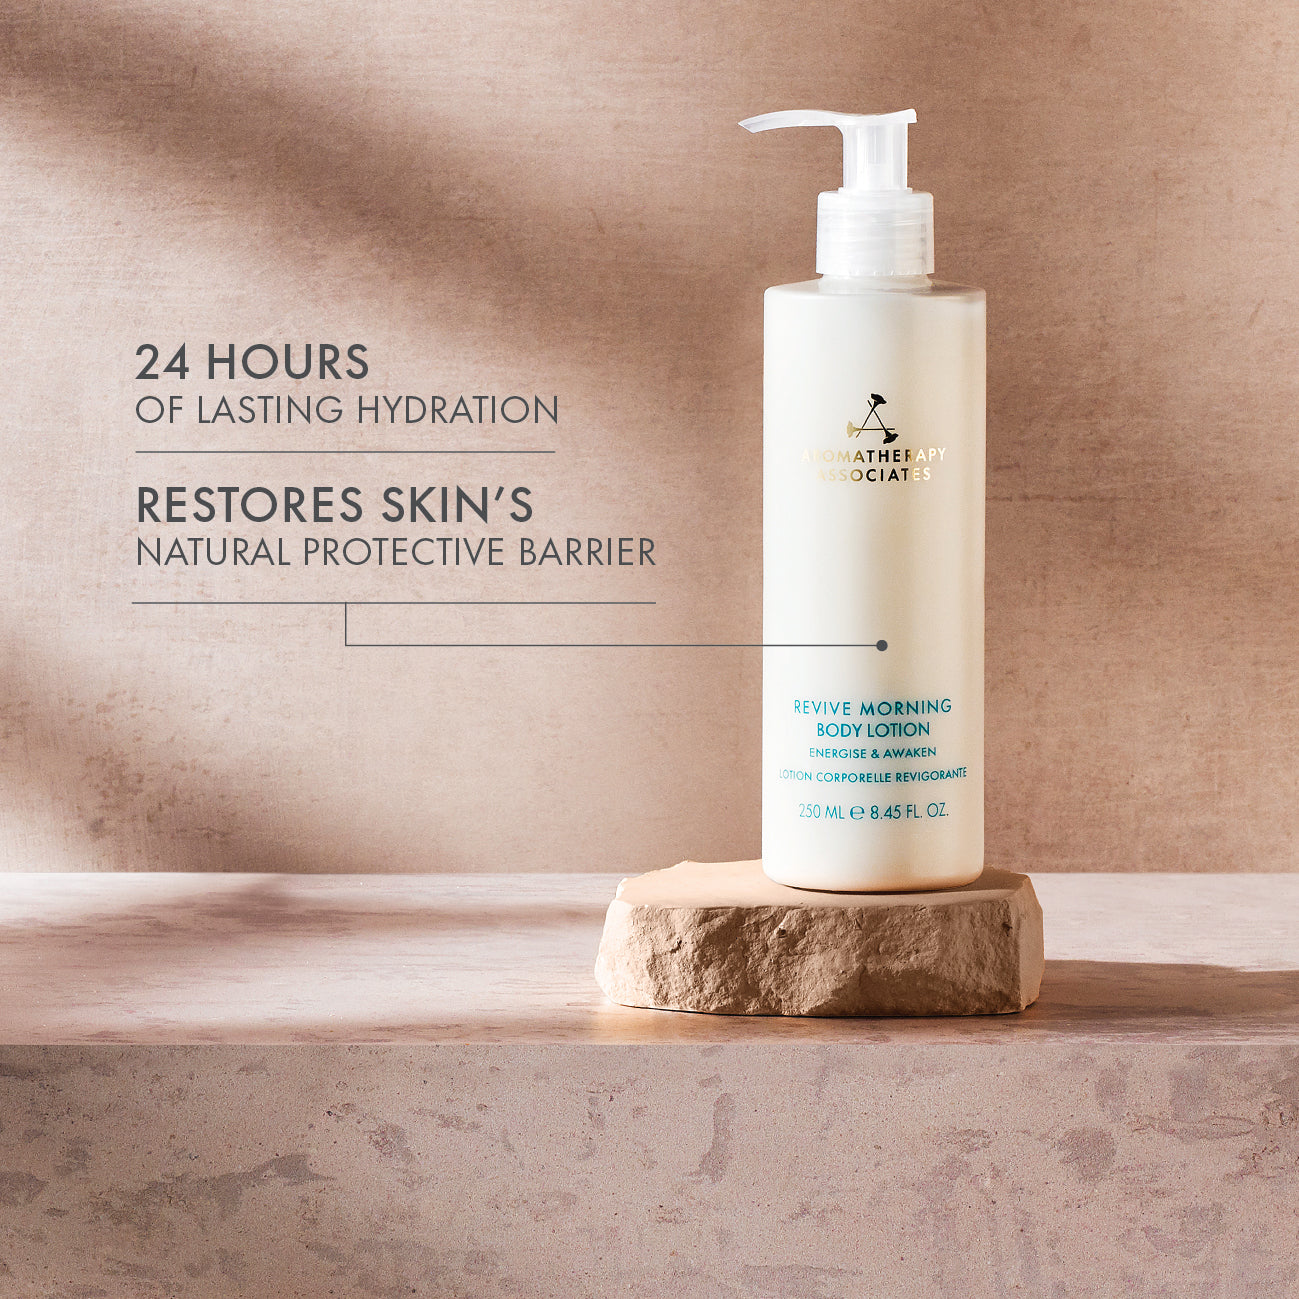 24 HOURS
OF LASTING HYDRATION
RESTORES SKIN'S
NATURAL PROTECTIVE BARRIER
AROMATHERAPY
ASSOCIATES
REVIVE MORNING
BODY LOTION
ENERGISE & AWAKEN
LOTION CORPORELLE REVIGORANTE
250 ML ℮ 8.45 FL. OZ.